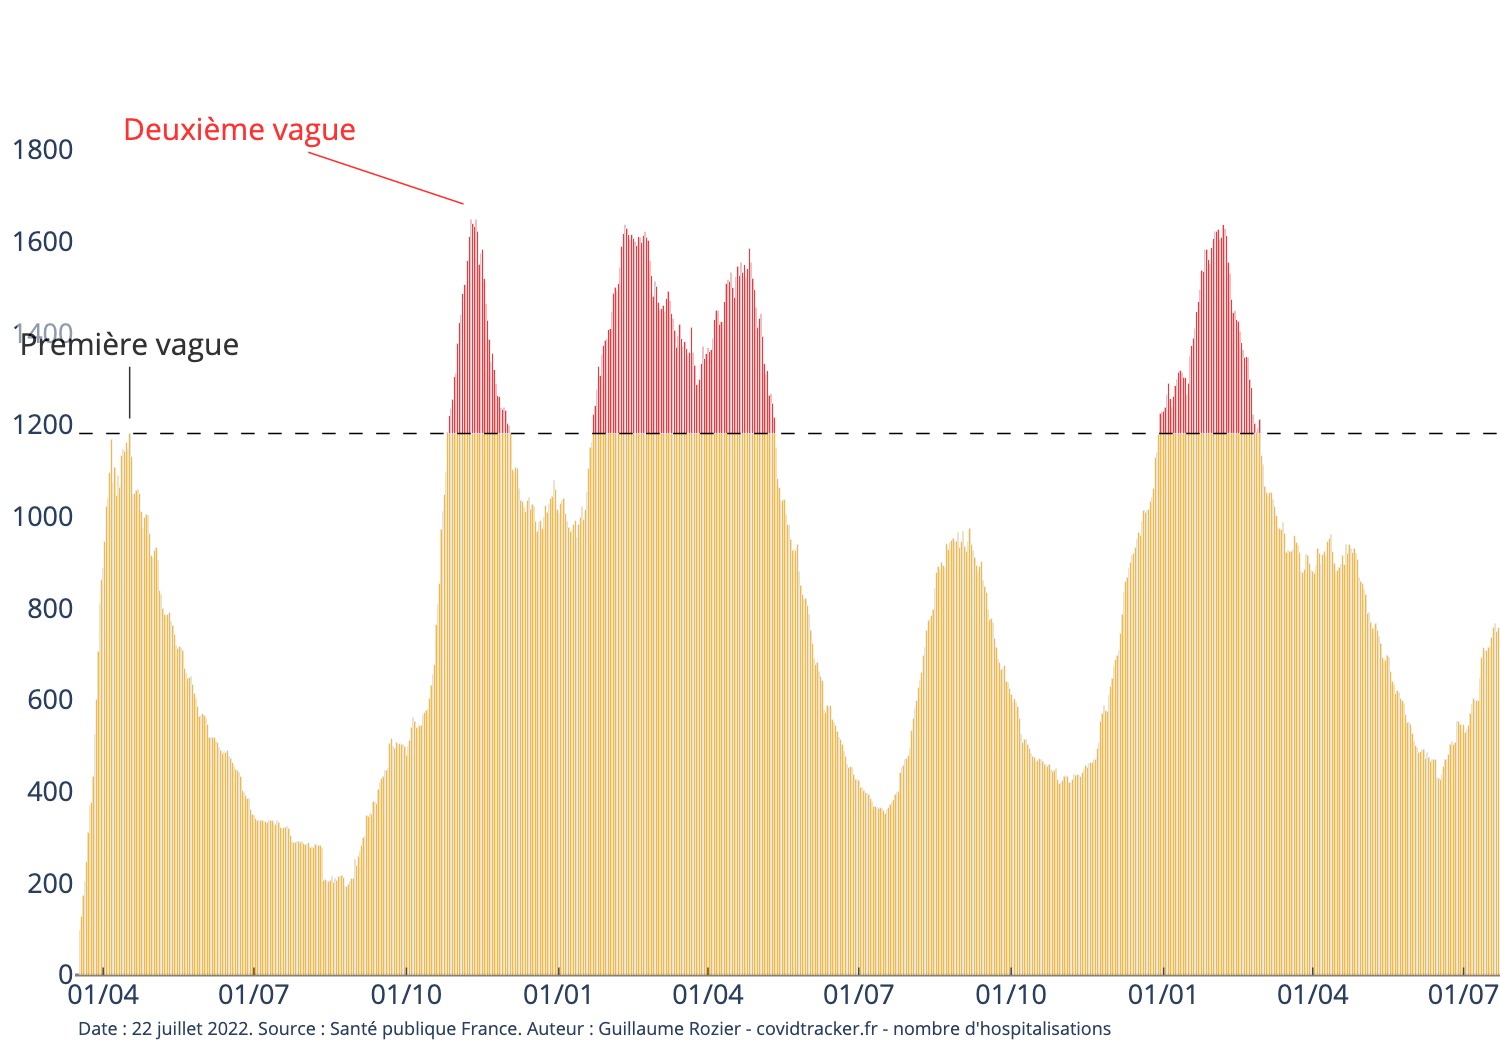 Deuxième vague
1800
1600
1400
Première vague
1200
1000
800
600
400
200
0
01/04 01/07 01/10 01/01 01/04 01/07 01/10 01/01 01/04 01/07
Date : 22 juillet 2022. Source : Santé publique France. Auteur : Guillaume Rozier - covidtracker.fr - nombre d'hospitalisations